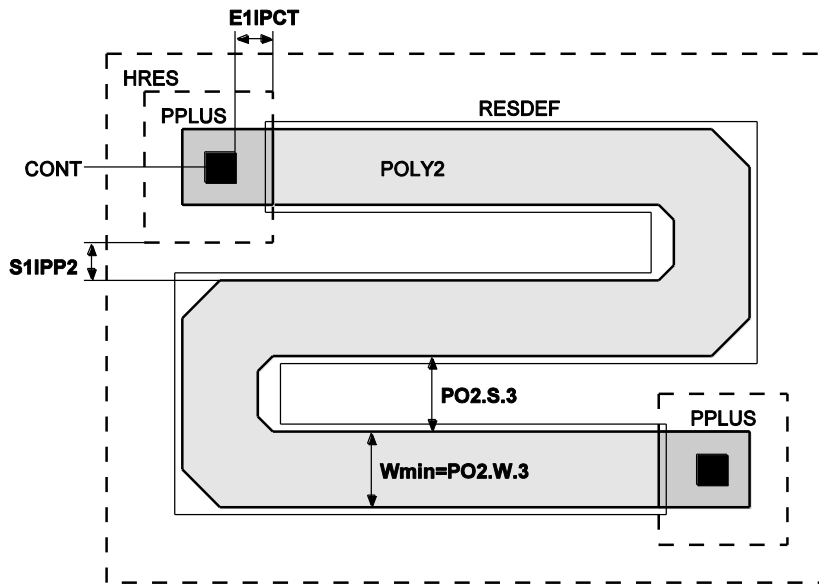 E1IPCT
HRES
PPLUS
RESDEF
CONT
POLY2
S1IPP2
PO2.S.3
PPLUS
Wmin=PO2.W.3